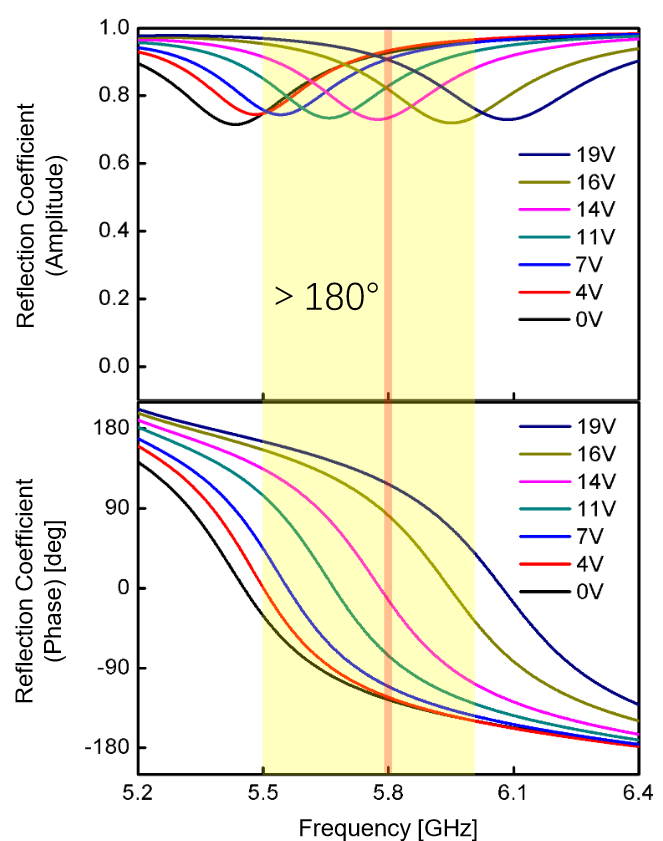 Reflection Coefficient
(Amplitude)
1.0
0.8
0.6
0.4
0.2
0.0
> 180°
19V
16V
14V
11V
7V
4V
0V
Reflection Coefficient
(Phase) [deg]
180
90
0
-90
-180
19V
16V
14V
11V
7V
4V
0V
5.2
5.5
5.8
6.1
6.4
Frequency [GHz]